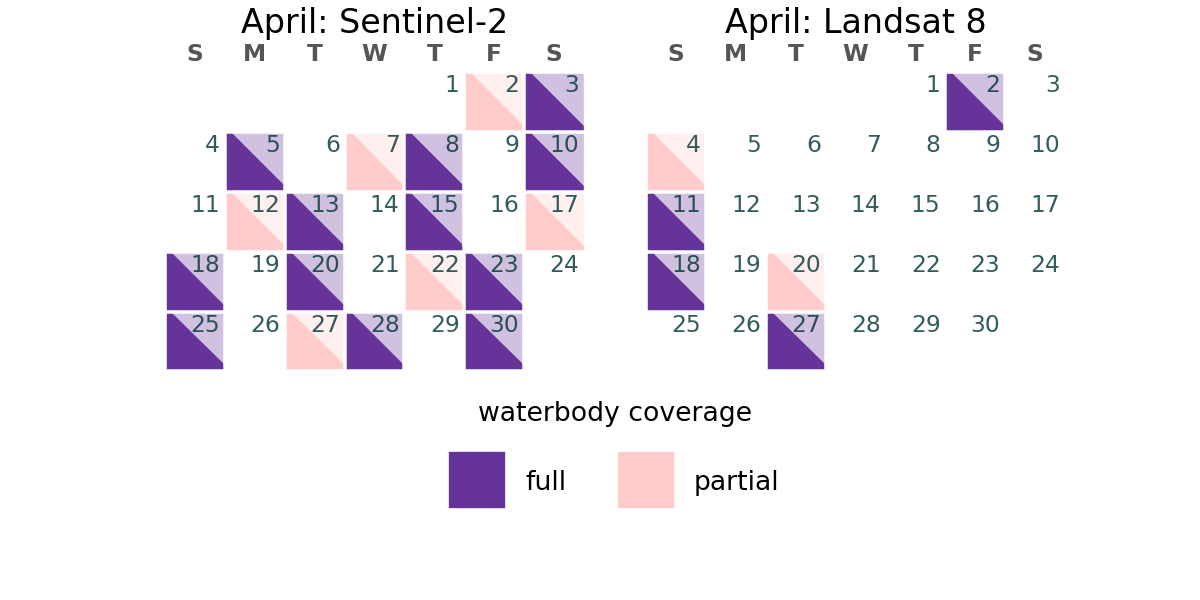 April: Sentinel-2
S M T W T F S
1 2 3
4 5 6 7 8 9 10
11 12 13 14 15 16 17
18 19 20 21 22 23 24
25 26 27 28 29 30
April: Landsat 8
S M T W T F S
1 2 3
4 5 6 7 8 9 10
11 12 13 14 15 16 17
18 19 20 21 22 23 24
25 26 27 28 29 30
waterbody coverage
full partial